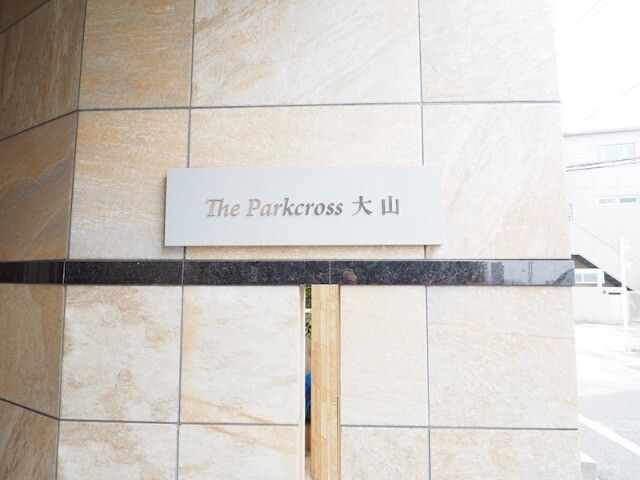 The Parkcross 大山